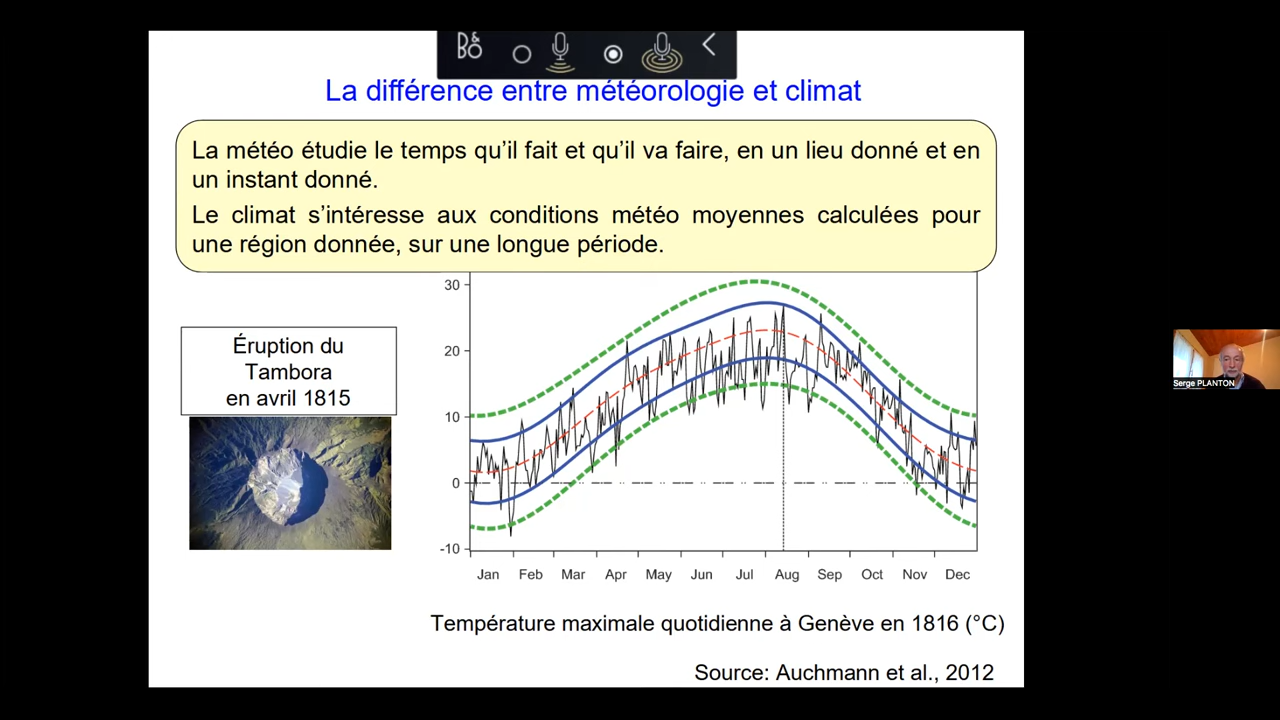 B&O
La différence entre météorologie et climat
La météo étudie le temps qu’il fait et qu’il va faire, en un lieu donné et en
un instant donné.
Le climat s’intéresse aux conditions météo moyennes calculées pour
une région donnée, sur une longue période.
Éruption du
Tambora
en avril 1815
30
20
10
0
-10
Jan Feb Mar Apr May Jun Jul Aug Sep Oct Nov Dec
Température maximale quotidienne à Genève en 1816 (°C)
Source: Auchmann et al., 2012
Serge PLANTON